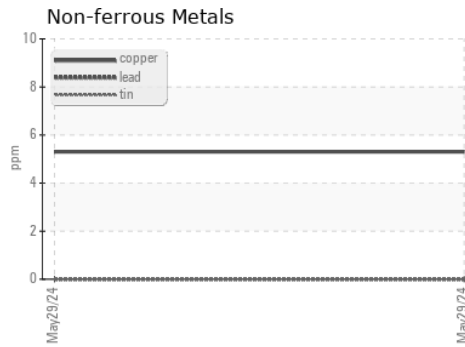 Non-ferrous Metals
10
8
6
4
2
0
ppm
copper
lead
tin
May29/24
May29/24